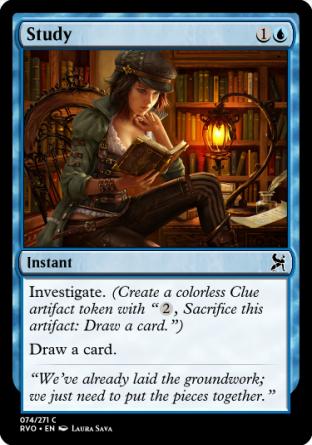 Study 1
Instant
Investigate. (Create a colorless Clue
artifact token with “2, Sacrifice this
artifact: Draw a card.”)
Draw a card.
“We’ve already laid the groundwork;
we just need to put the pieces together.”
074/271 C
RVO • EN Laura Sava